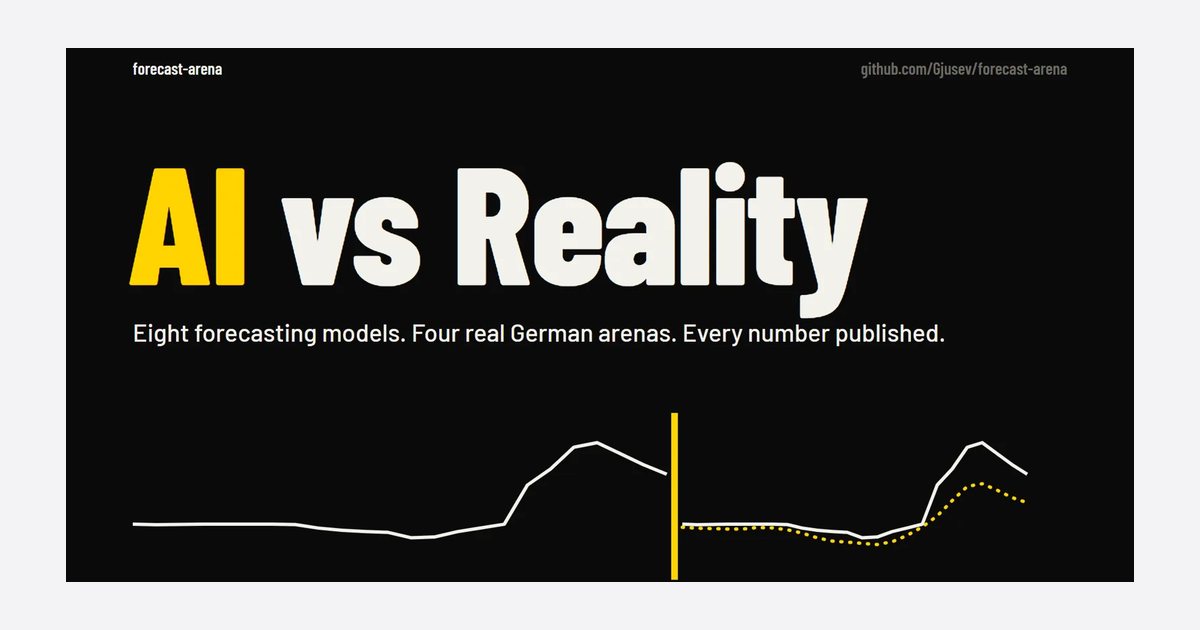 forecast-arena
github.com/Gjusev/forecast-arena
AI vs Reality
Eight forecasting models. Four real German arenas. Every number published.